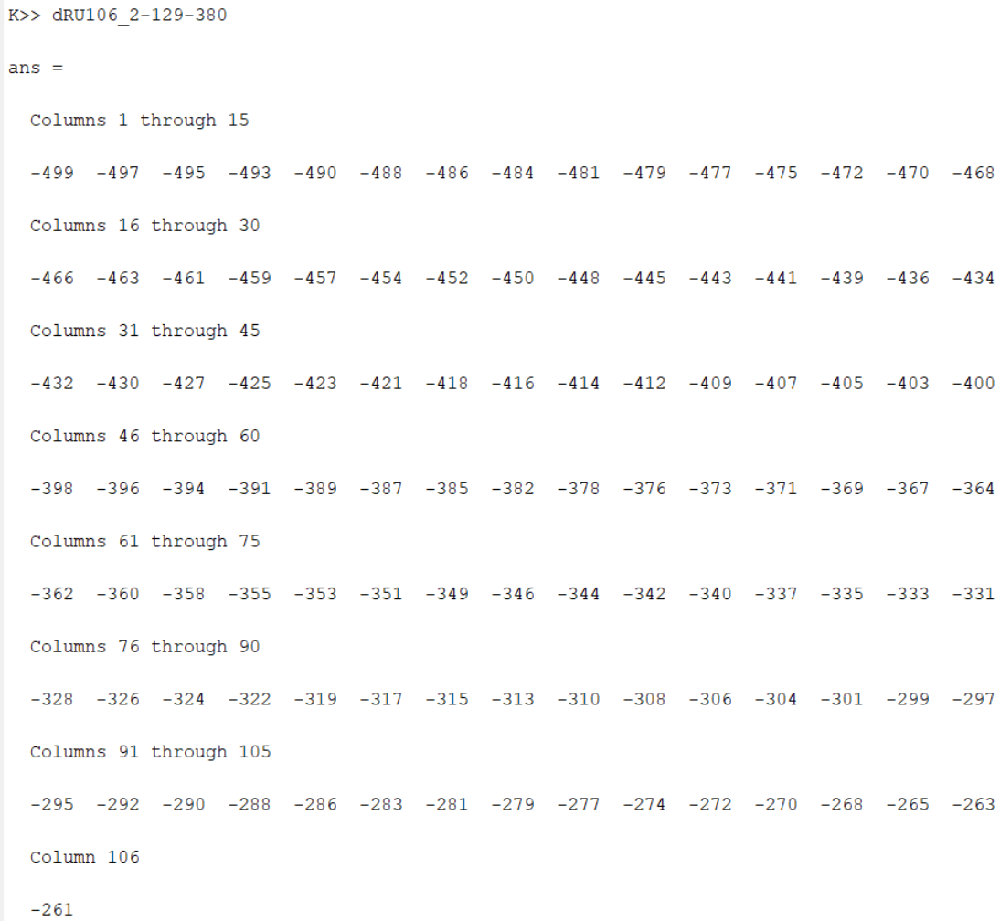 K>> dRU106_2-129-380
ans =
Columns 1 through 15
-499 -497 -495 -493 -490 -488 -486 -484 -481 -479 -477 -475 -472 -470 -468
Columns 16 through 30
-466 -463 -461 -459 -457 -454 -452 -450 -448 -445 -443 -441 -439 -436 -434
Columns 31 through 45
-432 -430 -427 -425 -423 -421 -418 -416 -414 -412 -409 -407 -405 -403 -400
Columns 46 through 60
-398 -396 -394 -391 -389 -387 -385 -382 -378 -376 -373 -371 -369 -367 -364
Columns 61 through 75
-362 -360 -358 -355 -353 -351 -349 -346 -344 -342 -340 -337 -335 -333 -331
Columns 76 through 90
-328 -326 -324 -322 -319 -317 -315 -313 -310 -308 -306 -304 -301 -299 -297
Columns 91 through 105
-295 -292 -290 -288 -286 -283 -281 -279 -277 -274 -272 -270 -268 -265 -263
Column 106
-261